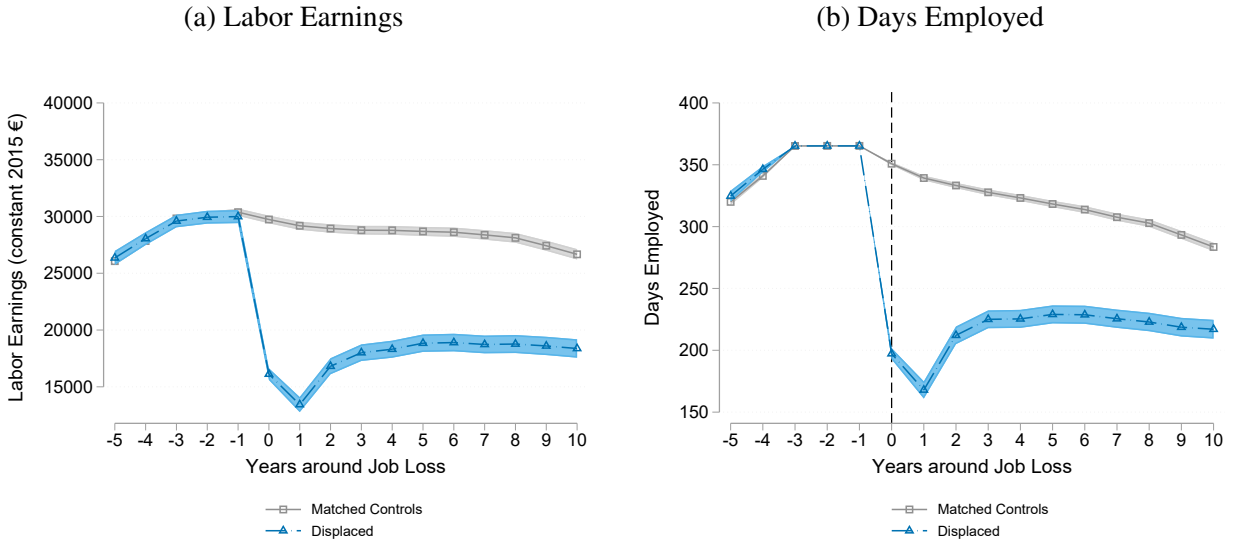 (a) Labor Earnings
Labor Earnings (constant 2015 €)
40000
35000
30000
25000
20000
15000
-5 -4 -3 -2 -1 0 1 2 3 4 5 6 7 8 9 10
Years around Job Loss
Matched Controls
Displaced
(b) Days Employed
Days Employed
400
350
300
250
200
150
-5 -4 -3 -2 -1 0 1 2 3 4 5 6 7 8 9 10
Years around Job Loss
Matched Controls
Displaced